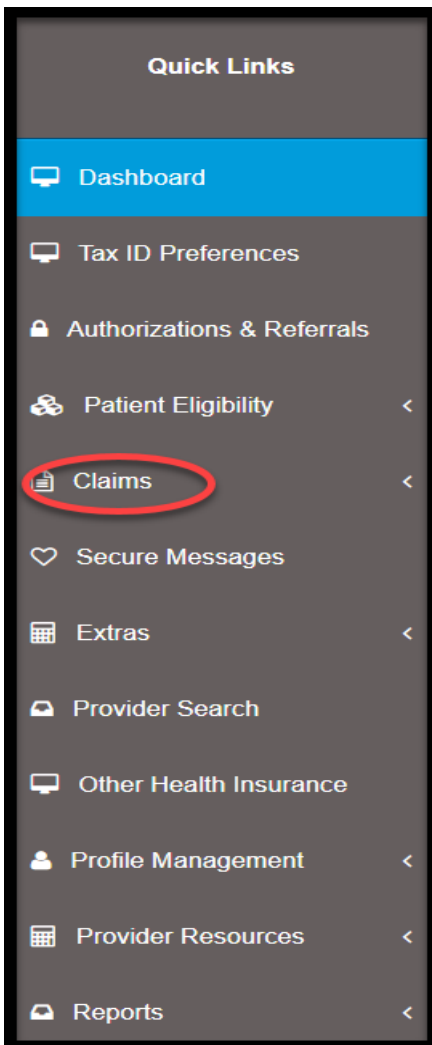 Quick Links
Dashboard
Tax ID Preferences
Authorizations & Referrals
Patient Eligibility
Claims
Secure Messages
Extras
Provider Search
Other Health Insurance
Profile Management
Provider Resources
Reports